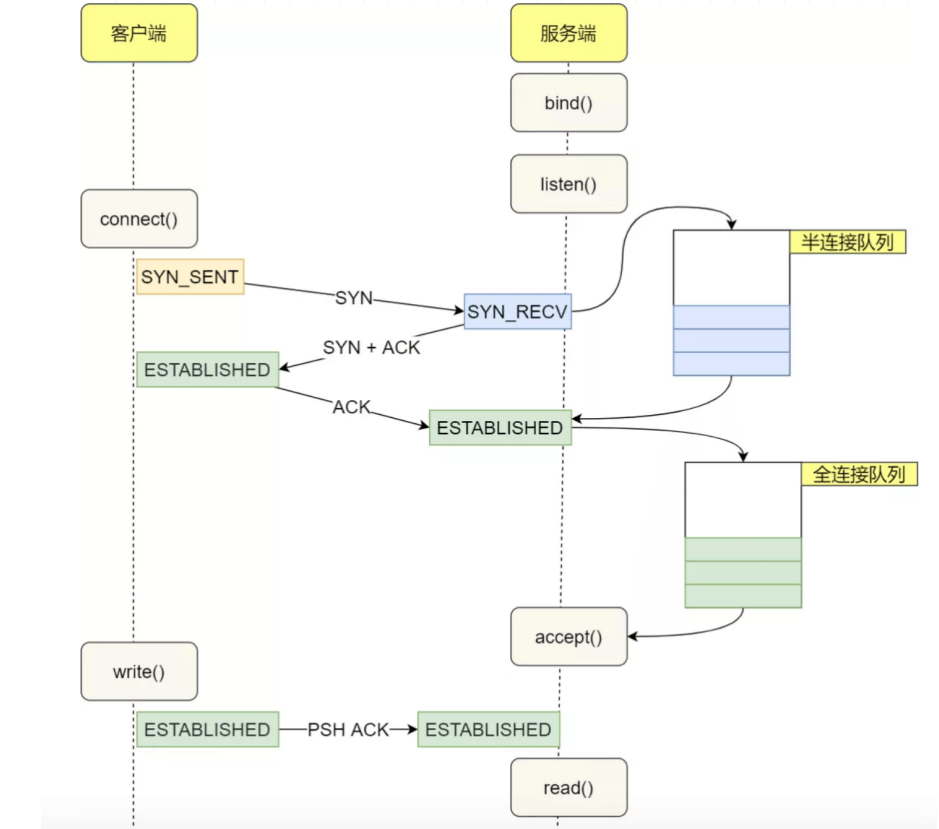 客户端
服务端
bind()
listen()
connect()
半连接队列
SYN_SENT
SYN
SYN_RECV
SYN + ACK
ESTABLISHED
ACK
ESTABLISHED
全连接队列
accept()
write()
ESTABLISHED
PSH ACK
ESTABLISHED
read()